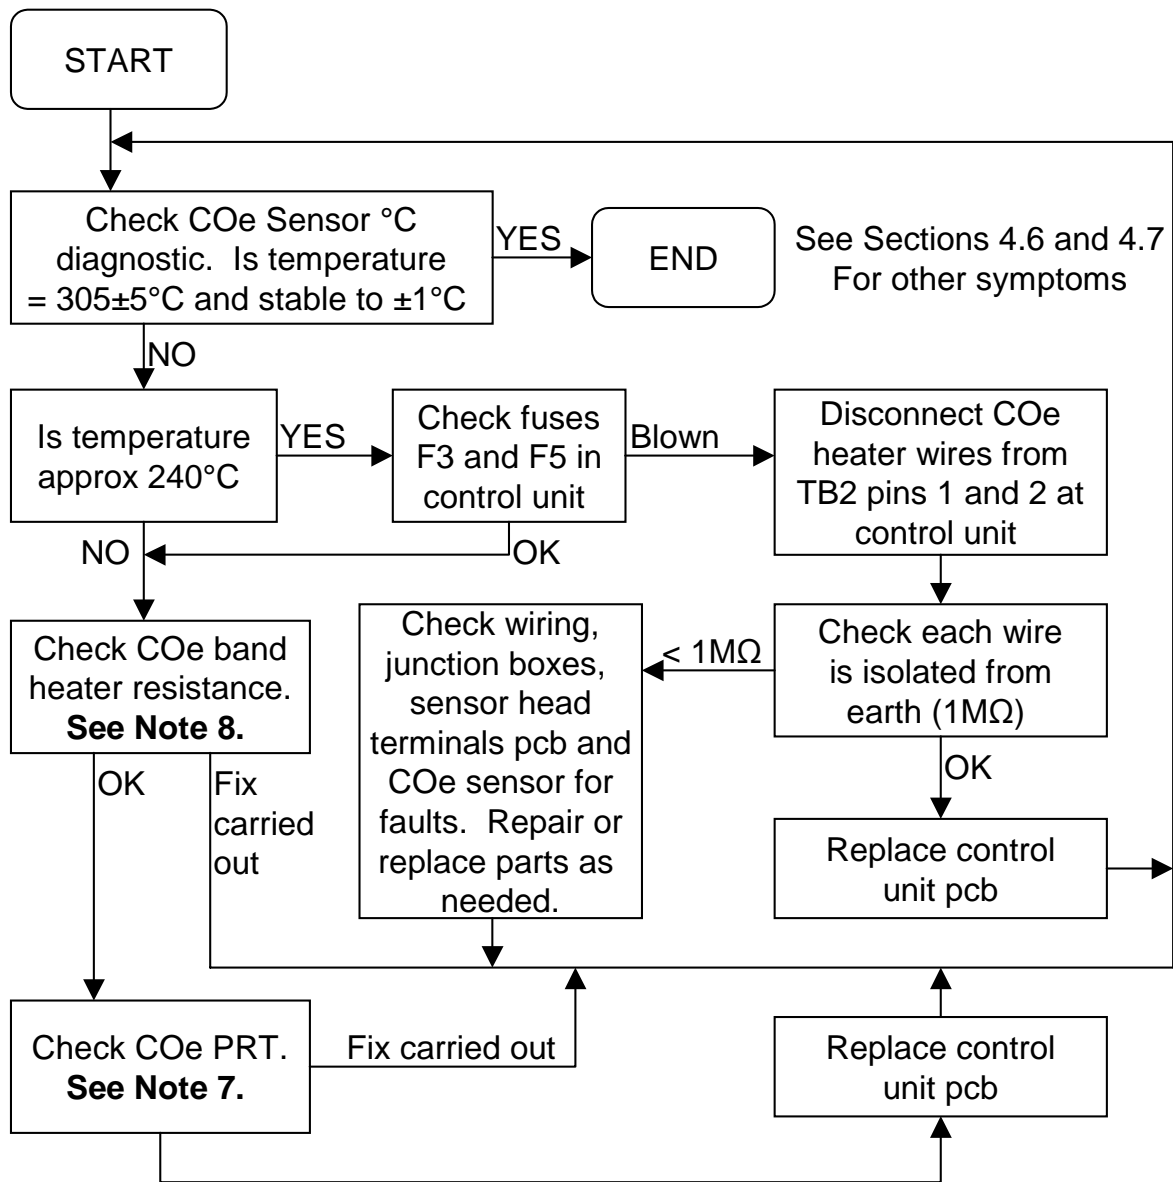 START
Check COe Sensor °C
diagnostic. Is temperature
= 305±5°C and stable to ±1°C
YES
END
See Sections 4.6 and 4.7
For other symptoms
NO
Is temperature
approx 240°C
YES
Check fuses
F3 and F5 in
control unit
Blown
Disconnect COe
heater wires from
TB2 pins 1 and 2 at
control unit
NO
OK
Check COe band
heater resistance.
See Note 8.
Check wiring,
junction boxes,
sensor head
terminals pcb and
COe sensor for
faults. Repair or
replace parts as
needed.
< 1MΩ
Check each wire
is isolated from
earth (1MΩ)
OK
Fix
carried
out
OK
Replace control
unit pcb
Check COe PRT.
See Note 7.
Fix carried out
Replace control
unit pcb